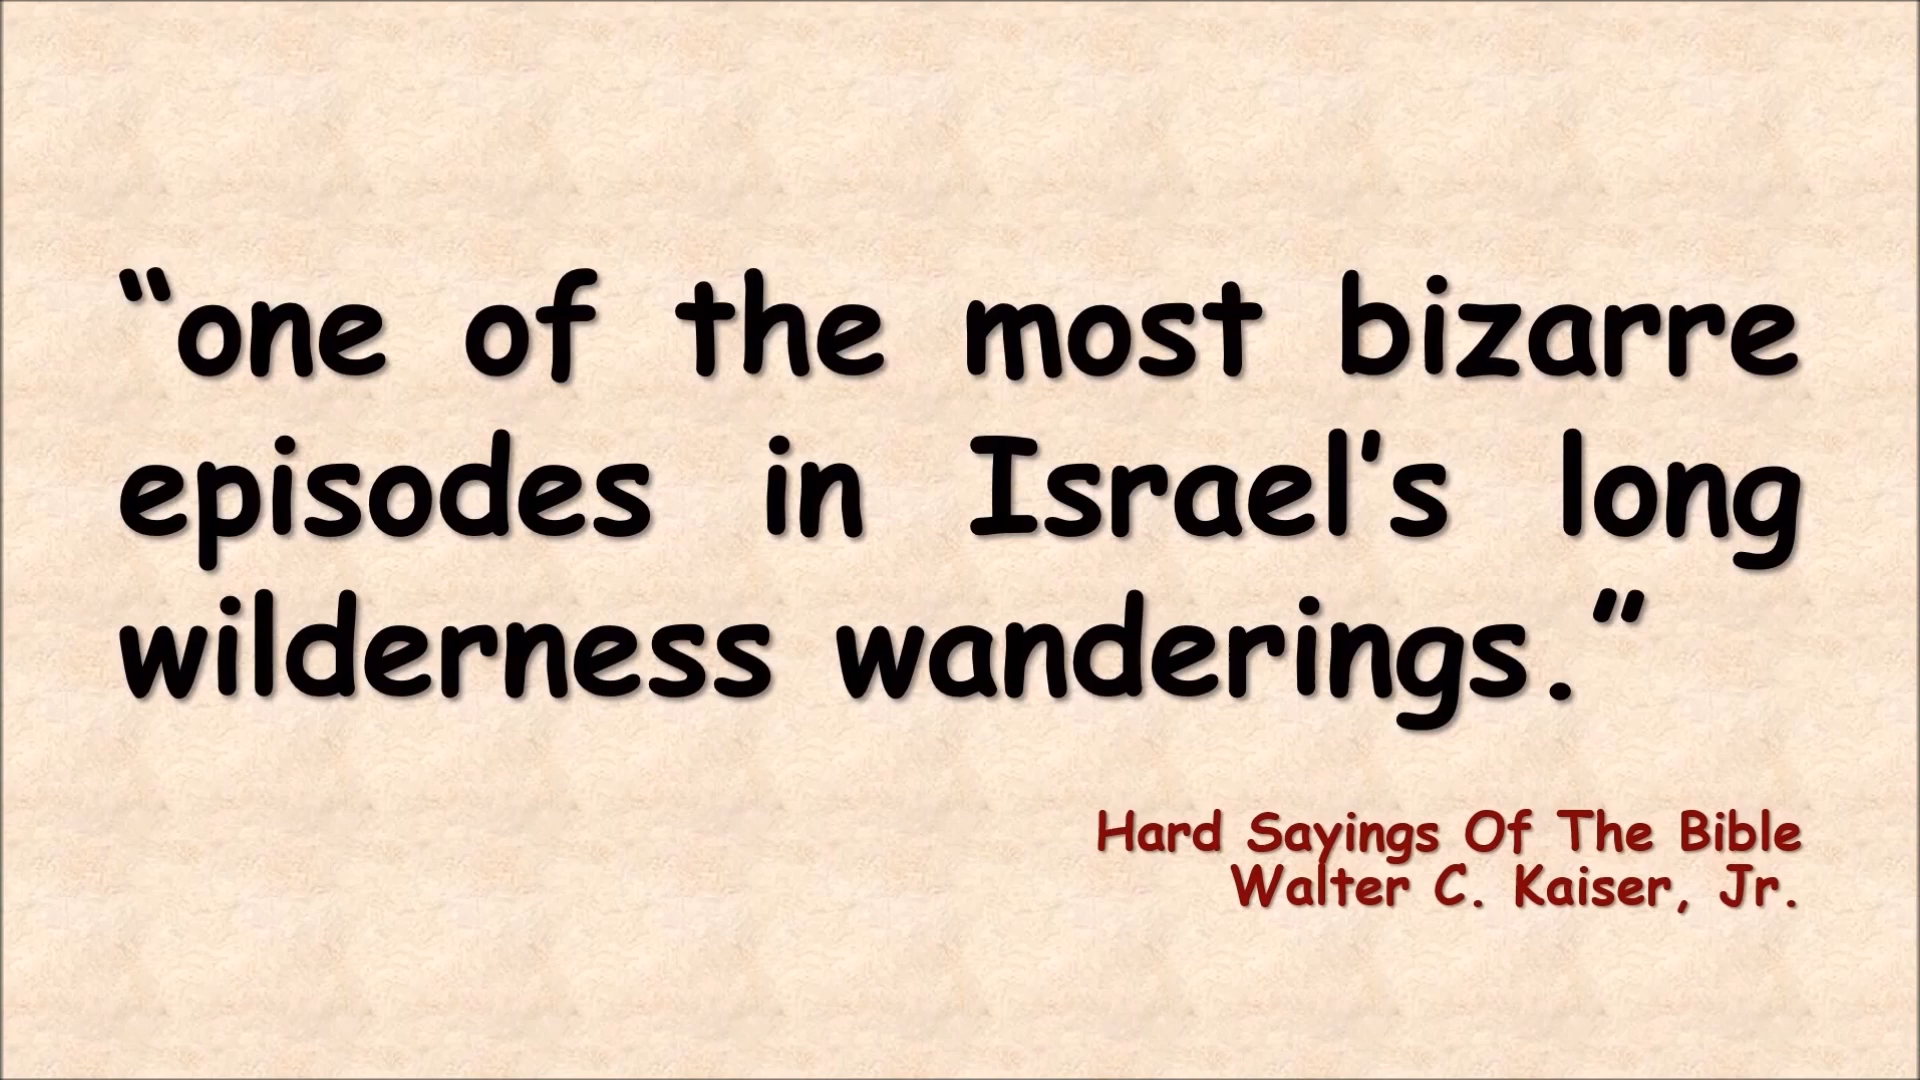 “one of the most bizarre
episodes in Israel’s long
wilderness wanderings.”
Hard Sayings Of The Bible
Walter C. Kaiser, Jr.